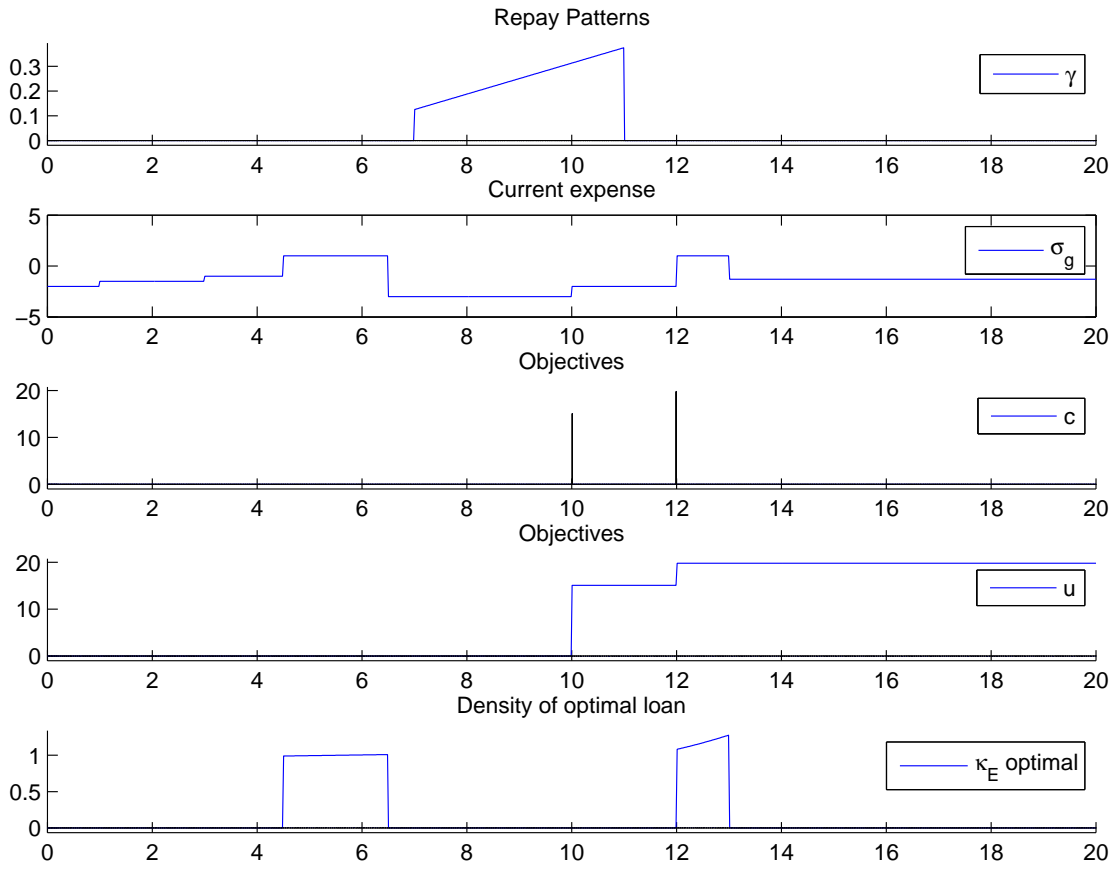 Repay Patterns
0.3
0.2
0.1
0
γ
0 2 4 6 8 10 12 14 16 18 20
Current expense
5
0
−5
σg
0 2 4 6 8 10 12 14 16 18 20
Objectives
20
10
0
c
0 2 4 6 8 10 12 14 16 18 20
Objectives
20
10
0
u
0 2 4 6 8 10 12 14 16 18 20
Density of optimal loan
1
0.5
0
κE optimal
0 2 4 6 8 10 12 14 16 18 20